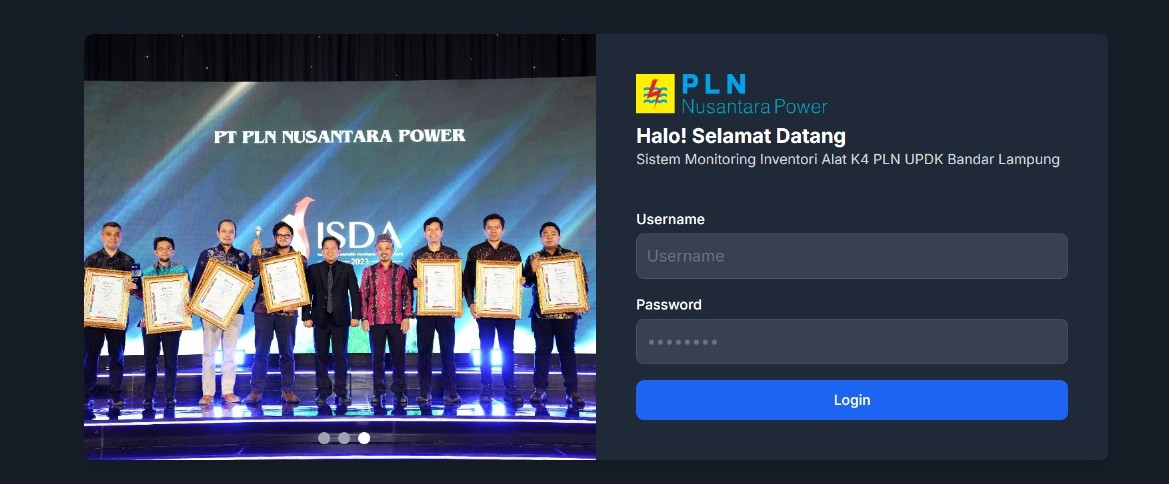 PT PLN NUSANTARA POWER
ISDA
2023
PLN
Nusantara Power
Halo! Selamat Datang
Sistem Monitoring Inventori Alat K4 PLN UPDK Bandar Lampung
Username
Username
Password
Login